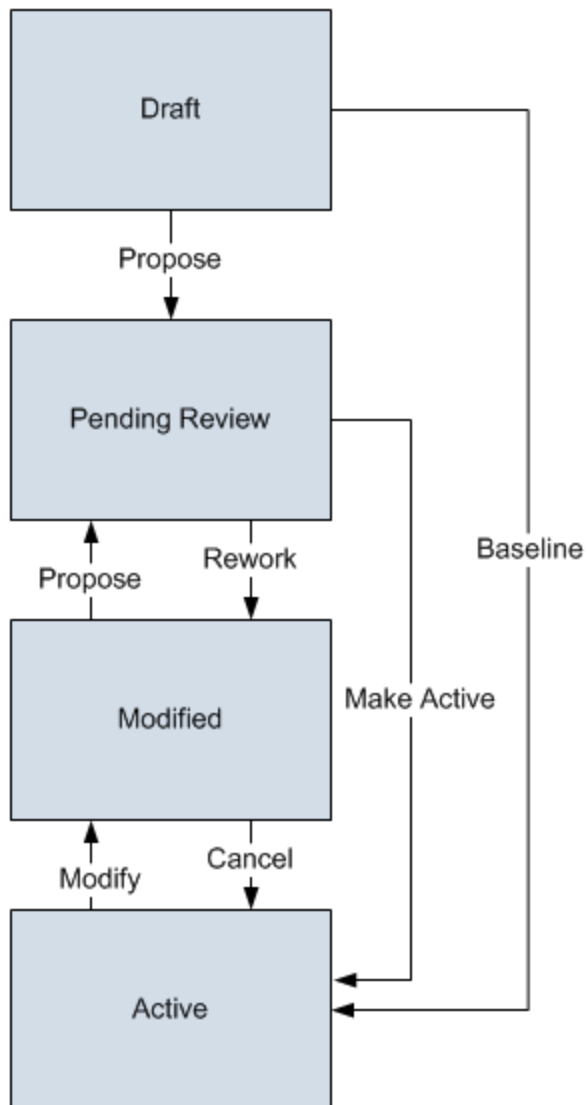 Draft
Propose
Pending Review
Propose
Rework
Baseline
Modified
Make Active
Modify
Cancel
Active